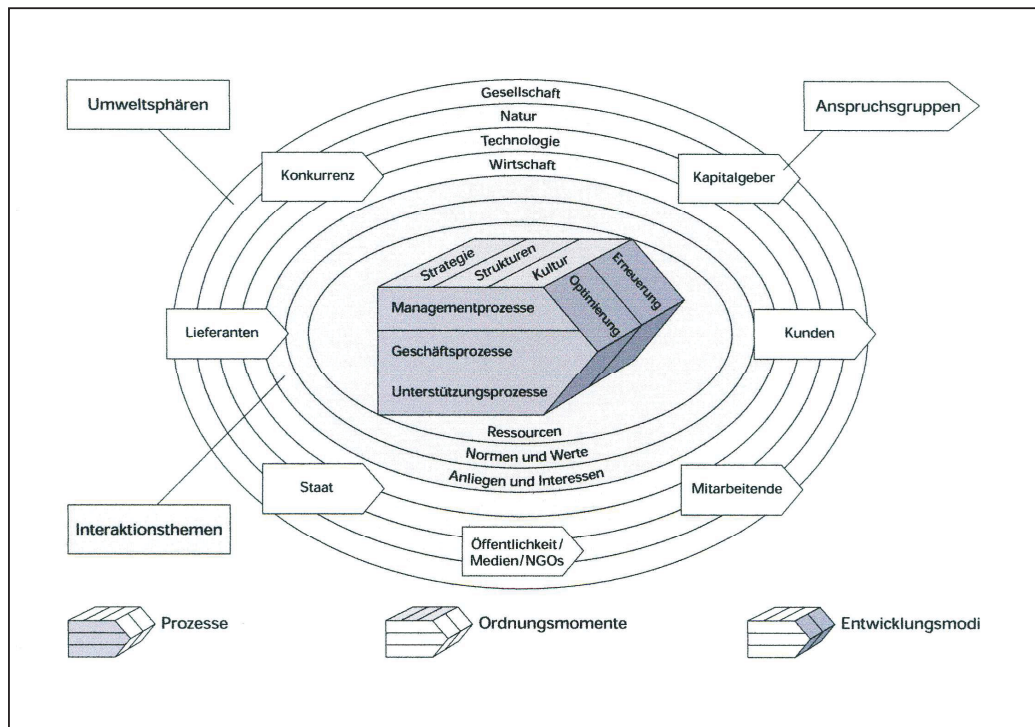 Umweltsphären
Anspruchsgruppen
Gesellschaft
Natur
Technologie
Wirtschaft
Konkurrenz
Kapitalgeber
Strategie
Strukturen
Kultur
Erneuerung
Optimierung
Managementprozesse
Geschäftsprozesse
Unterstützungsprozesse
Lieferanten
Kunden
Ressourcen
Normen und Werte
Anliegen und Interessen
Staat
Mitarbeitende
Interaktionsthemen
Öffentlichkeit/
Medien/NGOs
Prozesse
Ordnungsmomente
Entwicklungsmodi